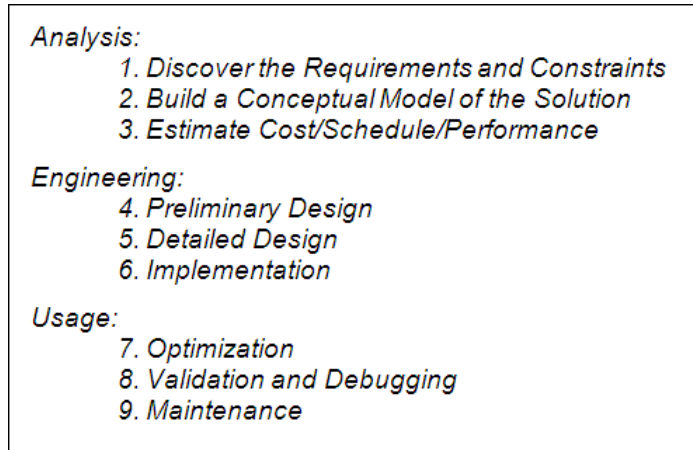 Analysis:
1. Discover the Requirements and Constraints
2. Build a Conceptual Model of the Solution
3. Estimate Cost/Schedule/Performance
Engineering:
4. Preliminary Design
5. Detailed Design
6. Implementation
Usage:
7. Optimization
8. Validation and Debugging
9. Maintenance